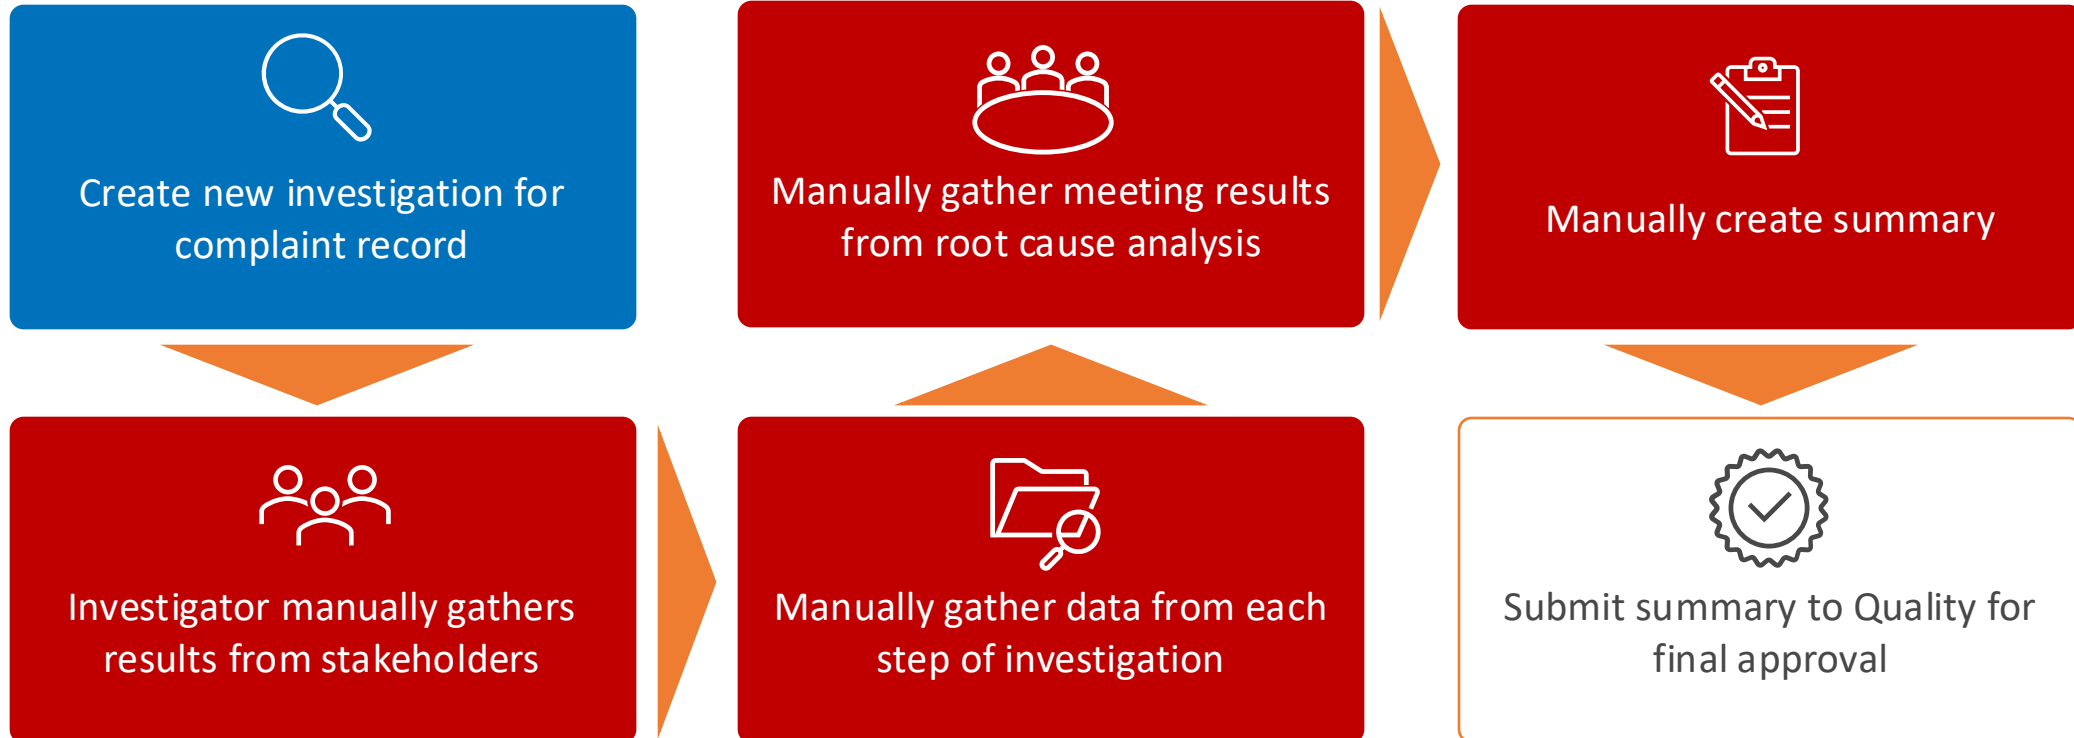 Create new investigation for
complaint record
Investigator manually gathers
results from stakeholders
Manually gather data from each
step of investigation
Manually gather meeting results
from root cause analysis
Manually create summary
Submit summary to Quality for
final approval